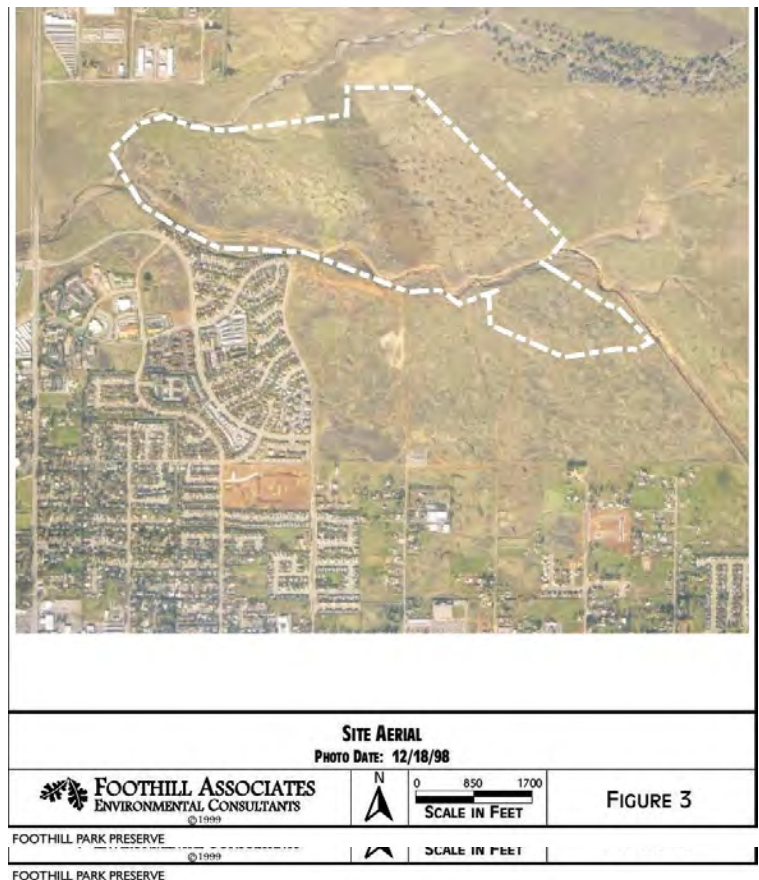 SITE AERIAL
PHOTO DATE: 12/18/98
FOOTHILL ASSOCIATES
ENVIRONMENTAL CONSULTANTS
©1999
N
0 850 1700
SCALE IN FEET
FIGURE 3
FOOTHILL PARK PRESERVE
©1999
SCALE IN FEET
FOOTHILL PARK PRESERVE